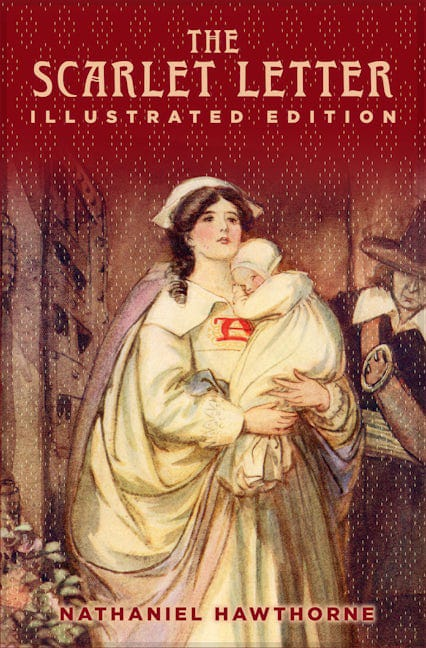 THE
SCARLET LETTER
ILLUSTRATED EDITION
A
NATHANIEL HAWTHORNE